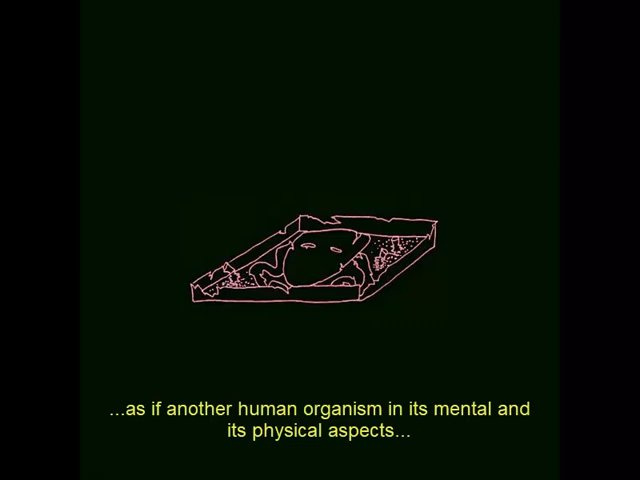 ...as if another human organism in its mental and
its physical aspects...